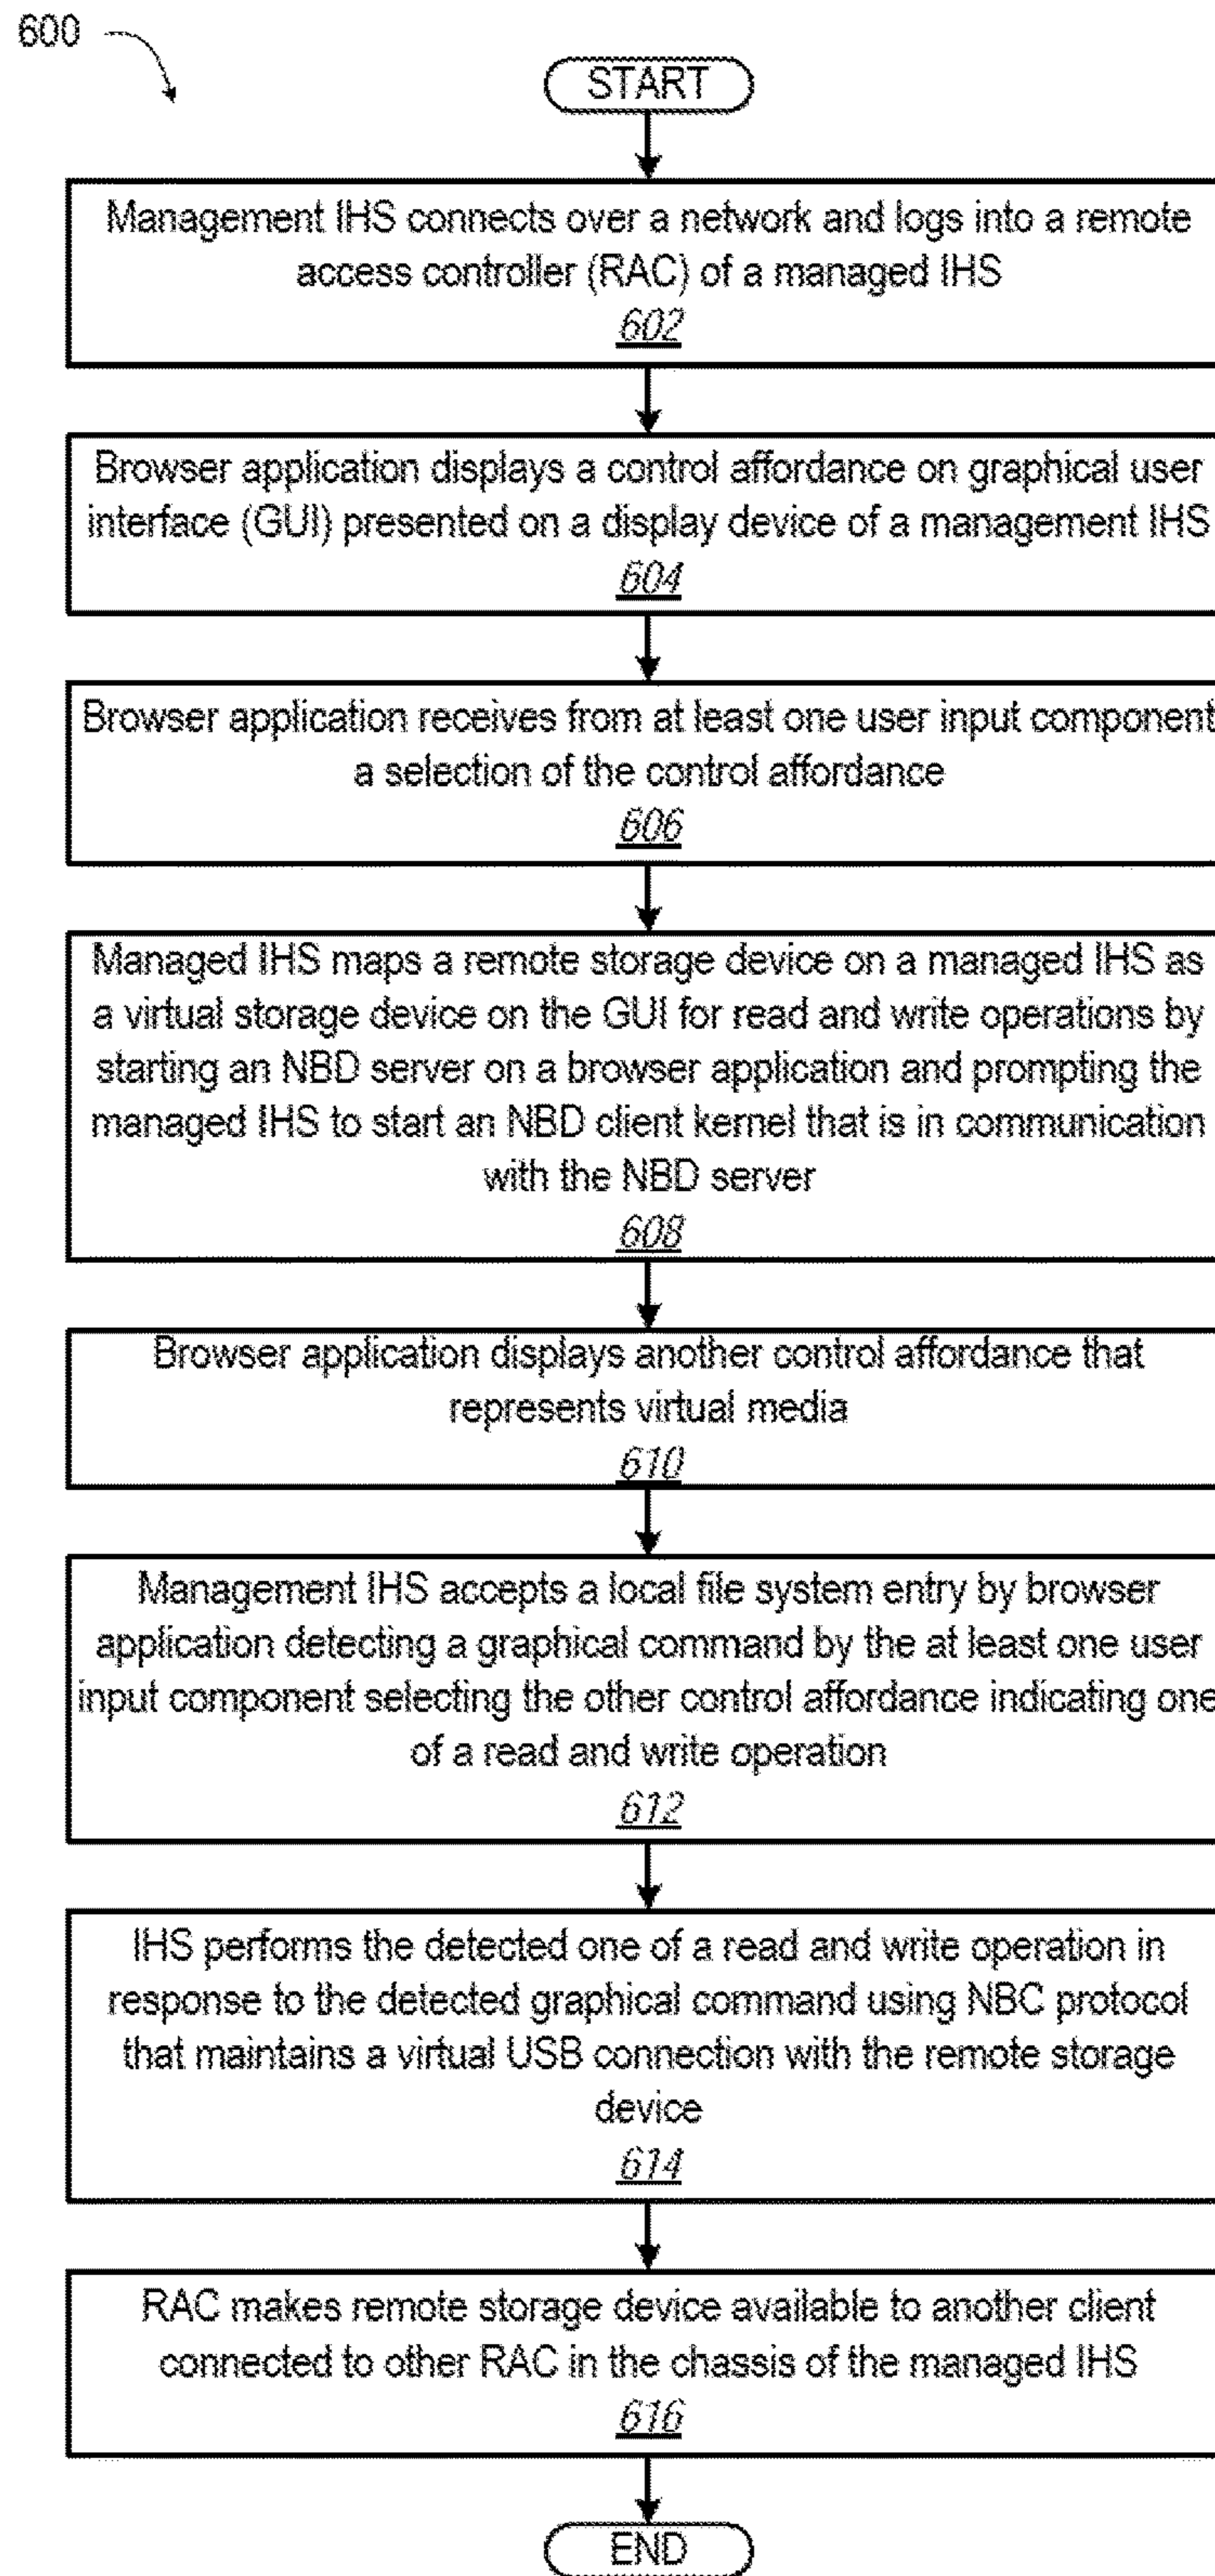 600
START
Management IHS connects over a network and logs into a remote
access controller (RAC) of a managed IHS
602
Browser application displays a control affordance on graphical user
interface (GUI) presented on a display device of a management IHS
604
Browser application receives from at least one user input component
a selection of the control affordance
606
Managed IHS maps a remote storage device on a managed IHS as
a virtual storage device on the GUI for read and write operations by
starting an NBD server on a browser application and prompting the
managed IHS to start an NBD client kernel that is in communication
with the NBD server
608
Browser application displays another control affordance that
represents virtual media
610
Management IHS accepts a local file system entry by browser
application detecting a graphical command by the at least one user
input component selecting the other control affordance indicating one
of a read and write operation
612
IHS performs the detected one of a read and write operation in
response to the detected graphical command using NBC protocol
that maintains a virtual USB connection with the remote storage
device
614
RAC makes remote storage device available to another client
connected to other RAC in the chassis of the managed IHS
616
END